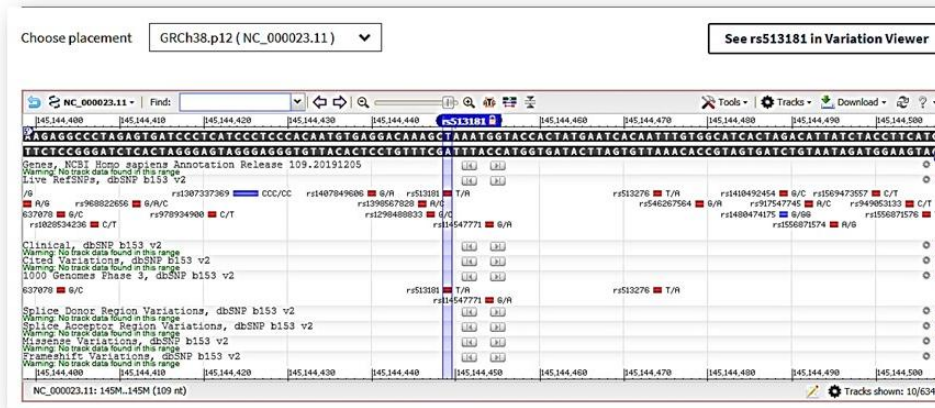 Choose placement GRCh38.p12 ( NC_000023.11 ) See rs513181 in Variation Viewer
NC_000023.11 Find: Tools Tracks Download ?
rs513181
145,144,400 145,144,410 145,144,420 145,144,430 145,144,440 145,144,450 145,144,460 145,144,470 145,144,480 145,144,490 145,144,500
Genes, NCBI Homo sapiens Annotation Release 109.20191205
Live RefSNPs, dbSNP b153 v2
/G rs1307337369 CCC/CC rs1407849606 G/A rs513181 T/A rs513276 T/A rs1410492454 G/C rs1569473557 C/T
A/G rs968822656 A/C rs1398567828 A/C rs546267564 G/A rs917547745 A/C rs949053133 C/T
637078 G/C rs978934900 C/T rs1298488833 G/C rs1480474175 G/GG rs1556871576
rs1028534236 C/T rs114547771 G/A rs1556871574 A/G
Clinical, dbSNP b153 v2
Warning: No track data found in this range
Cited Variations, dbSNP b153 v2
Warning: No track data found in this range
1000 Genomes Phase 3, dbSNP b153 v2
637078 G/C rs513181 T/A rs513276 T/A
rs114547771 G/A
Splice Donor Region Variations, dbSNP b153 v2
Warning: No track data found in this range
Splice Acceptor Region Variations, dbSNP b153 v2
Warning: No track data found in this range
Missense Variations, dbSNP b153 v2
Warning: No track data found in this range
Frameshift Variations, dbSNP b153 v2
Warning: No track data found in this range
145,144,400 145,144,410 145,144,420 145,144,430 145,144,440 145,144,450 145,144,460 145,144,470 145,144,480 145,144,490 145,144,500
NC_000023.11: 145M..145M (109 nt) Tracks shown: 10/634